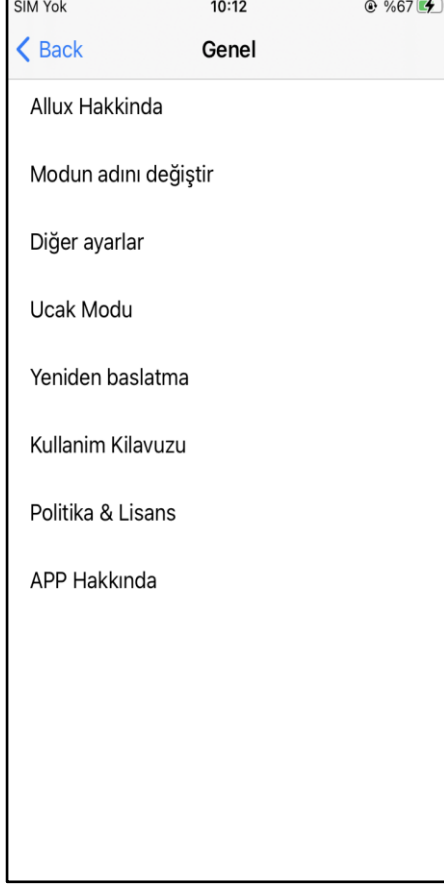 SIM Yok 10:12 %67
Back Genel
Allux Hakkinda
Modun adını değiştir
Diğer ayarlar
Ucak Modu
Yeniden baslatma
Kullanim Kilavuzu
Politika & Lisans
APP Hakkında